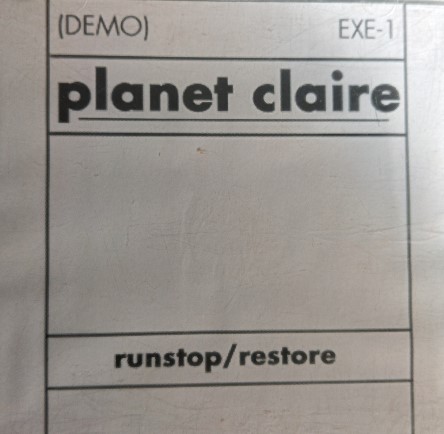 (DEMO) EXE-1
planet claire
runstop/restore